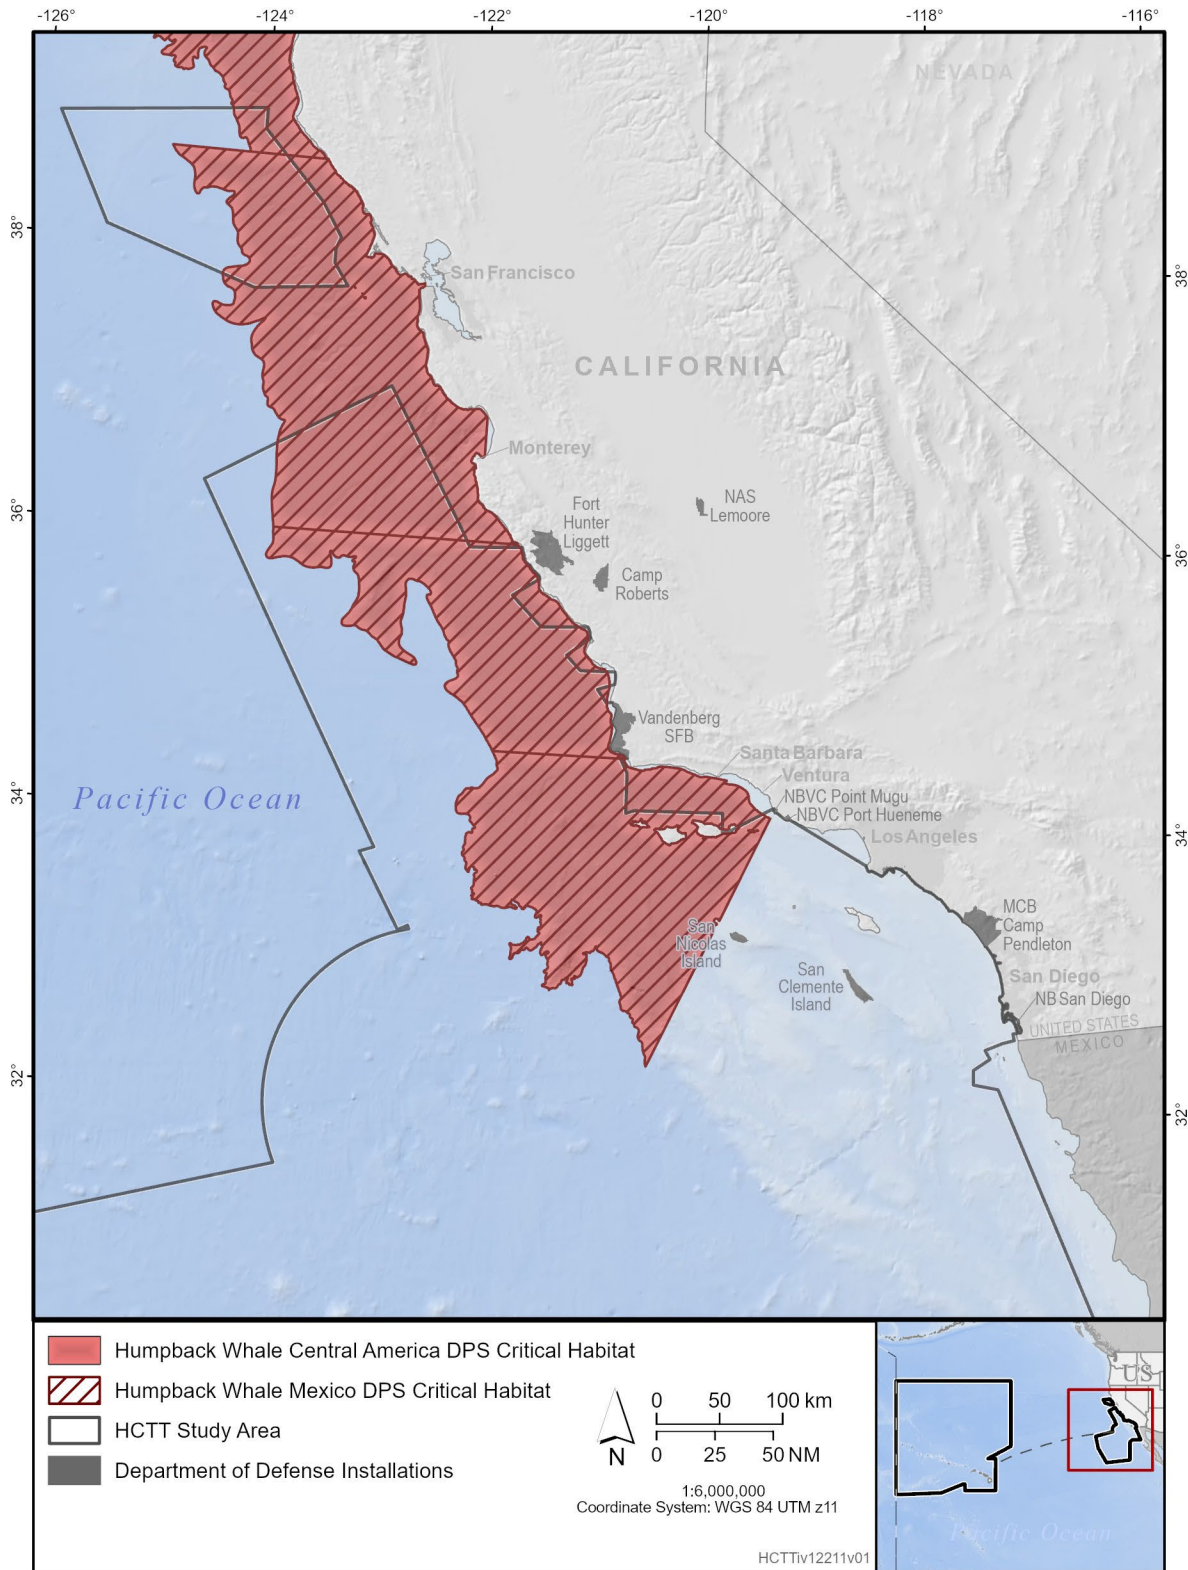 -126° -124° -122° -120° -118° -116°
NEVADA
38°
San Francisco
38°
CALIFORNIA
Monterey
36°
NAS
Lemoore
Fort
Hunter
Liggett
36°
Camp
Roberts
Vandenberg
SFB
Santa Barbara
Ventura
Pacific Ocean
34°
NBVC Point Mugu
NBVC Port Hueneme
Los Angeles
34°
MCB
Camp
Pendleton
San
Nicolas
Island
San
Clemente
Island
San Diego
NB San Diego
UNITED STATES
MEXICO
32°
32°
Humpback Whale Central America DPS Critical Habitat
Humpback Whale Mexico DPS Critical Habitat
HCTT Study Area
Department of Defense Installations
N
0 50 100 km
0 25 50 NM
1:6,000,000
Coordinate System: WGS 84 UTM z11
HCTTiv12211v01
US
Pacific Ocean